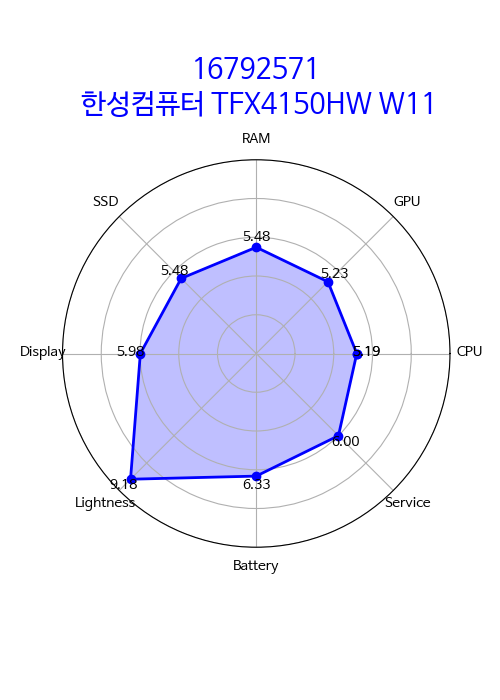 16792571
한성컴퓨터 TFX4150HW W11
RAM
SSD
GPU
5.48
5.48
5.23
Display
5.98
5.19
CPU
6.00
9.18
6.33
Lightness
Service
Battery